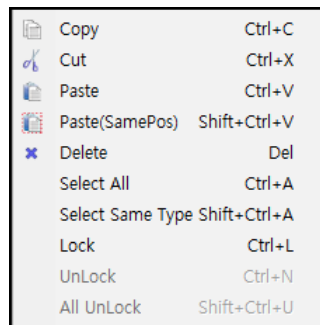 Copy Ctrl+C
Cut Ctrl+X
Paste Ctrl+V
Paste(SamePos) Shift+Ctrl+V
Delete Del
Select All Ctrl+A
Select Same Type Shift+Ctrl+A
Lock Ctrl+L
UnLock Ctrl+N
All UnLock Shift+Ctrl+U